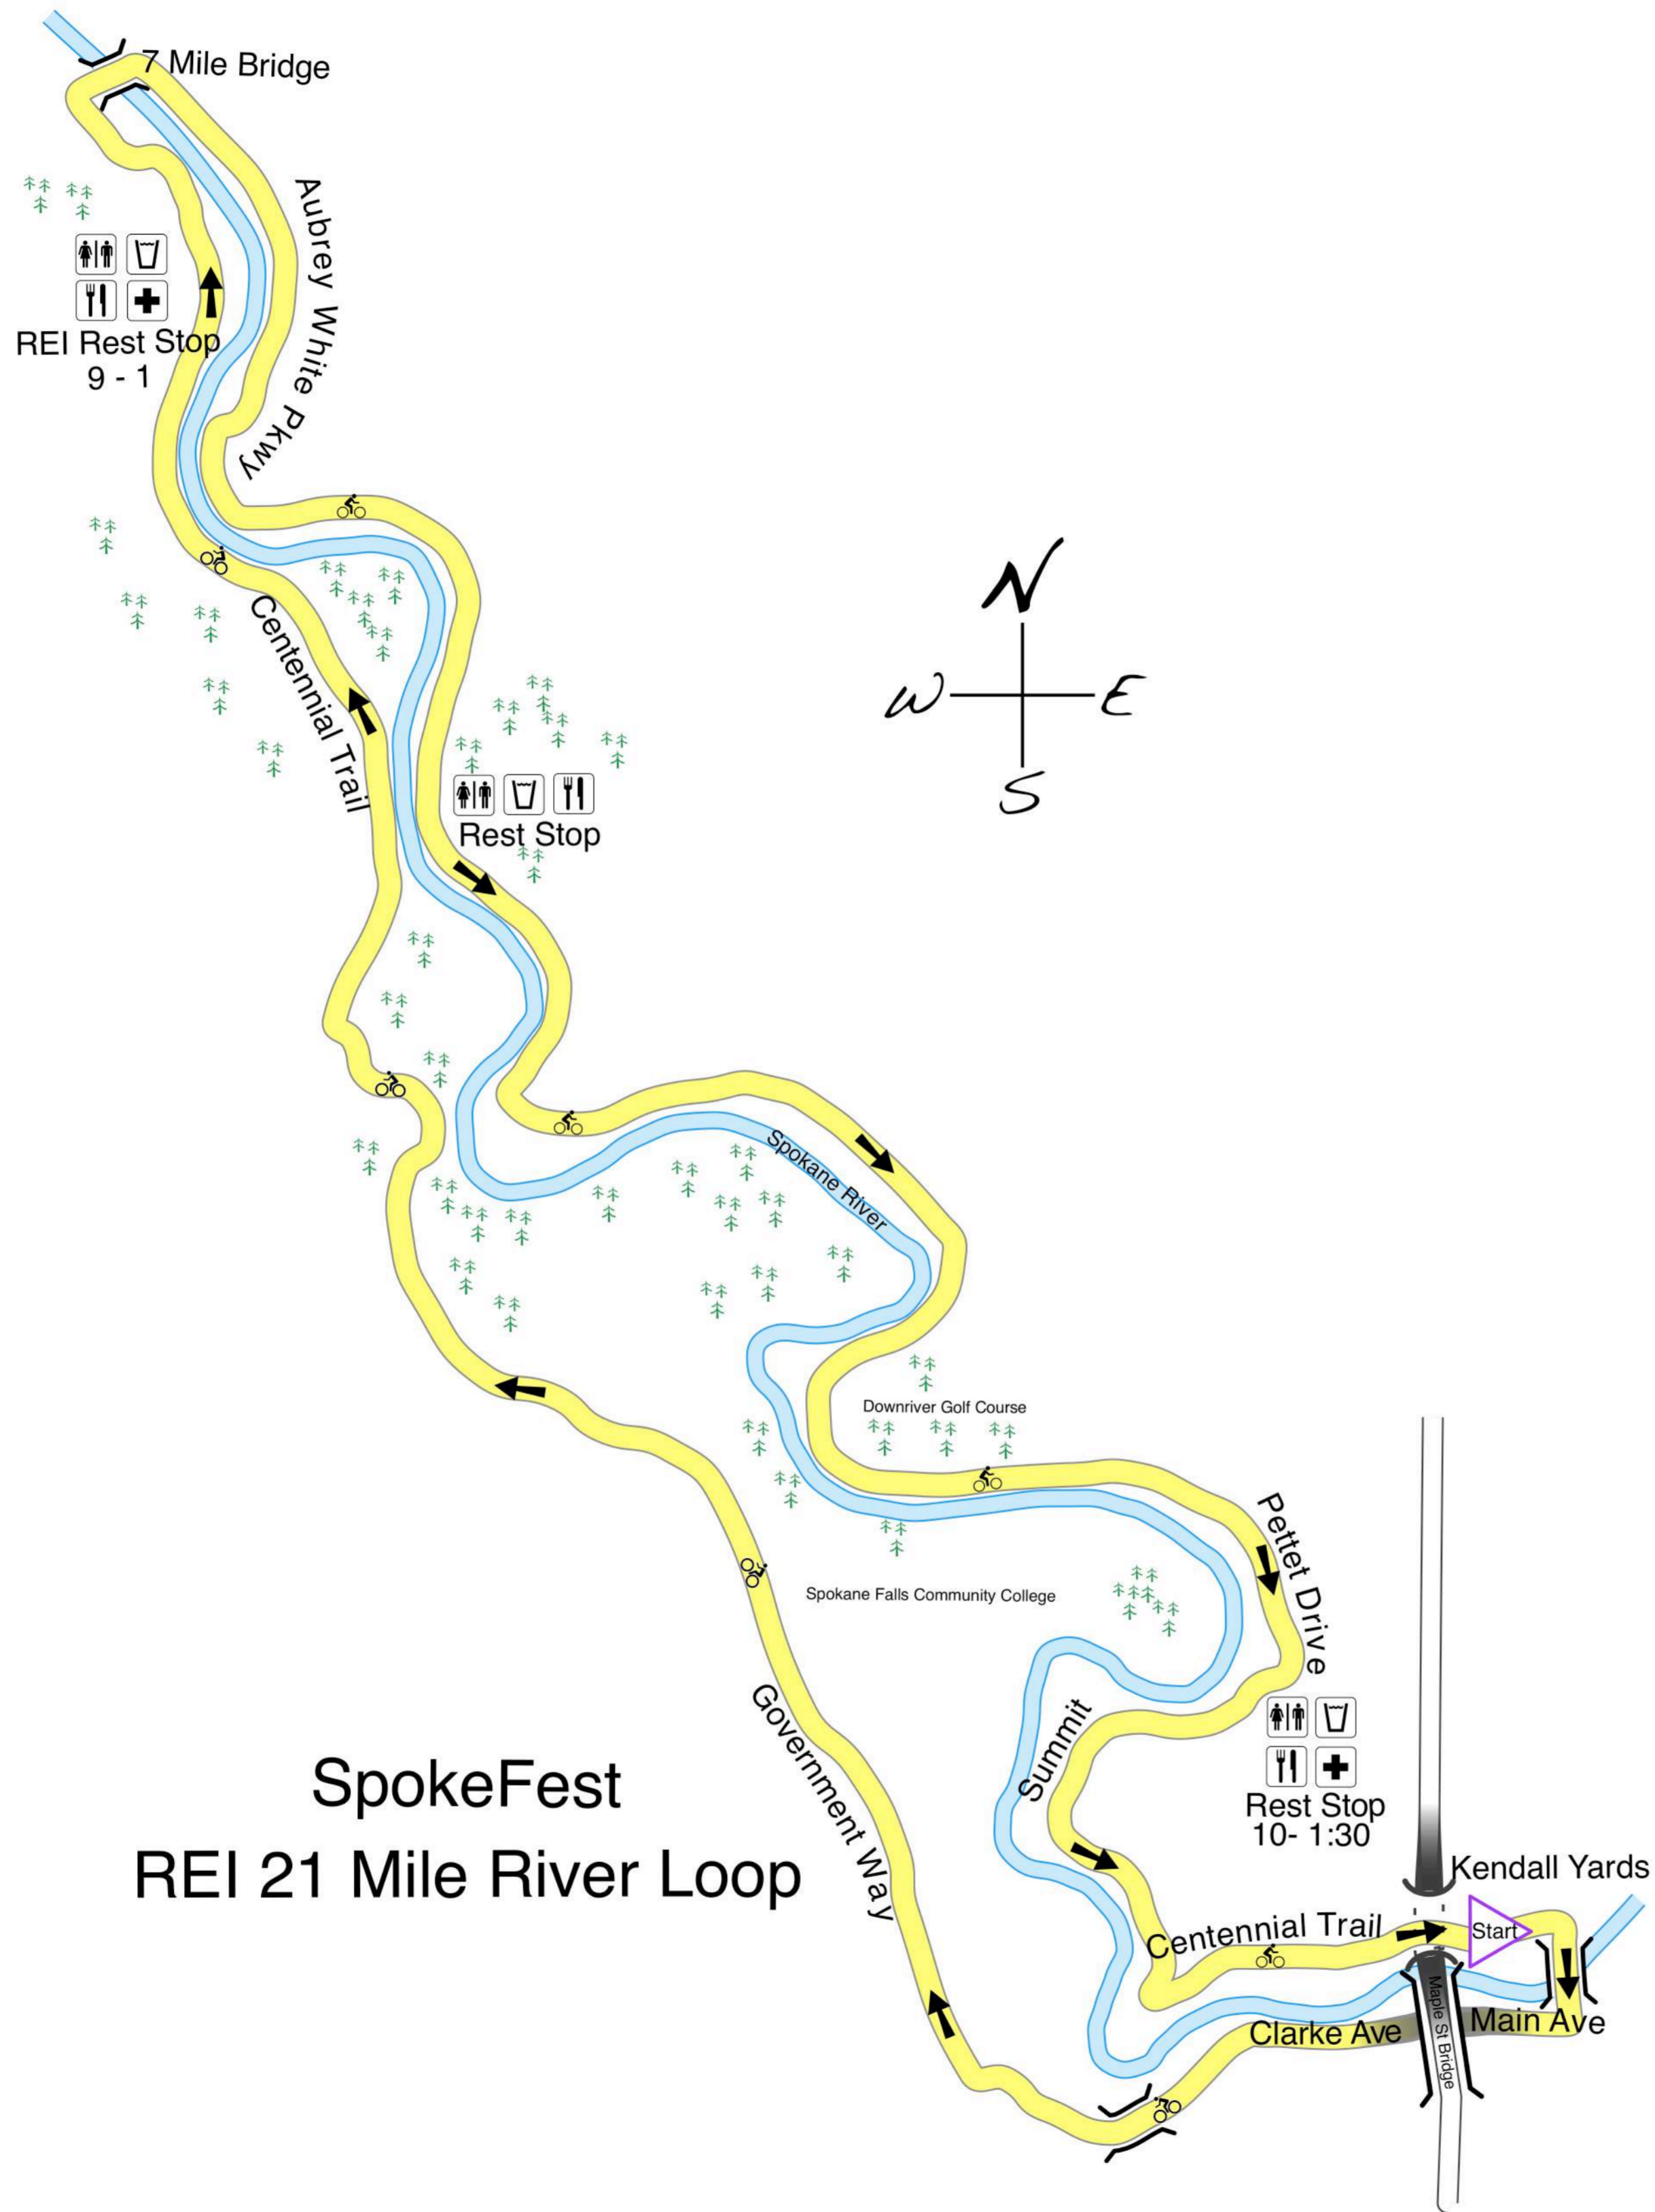 7 Mile Bridge
Aubrey White Pkwy
REI Rest Stop
9 - 1
Centennial Trail
N
W
E
S
Rest Stop
Spokane River
Downriver Golf Course
Pettet Drive
Spokane Falls Community College
Government Way
Summit
Rest Stop
10- 1:30
SpokeFest
REI 21 Mile River Loop
Kendall Yards
Centennial Trail
Start
Maple St Bridge
Clarke Ave
Main Ave